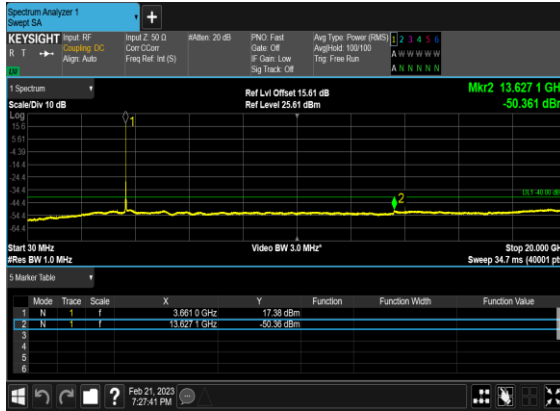 Spectrum Analyzer 1
Swept SA
+
KEYSIGHT
R T
LU
Input: RF
Coupling: DC
Align: Auto
Input Z: 50 Ω
Corr CCorr
Freq Ref: Int (S)
#Atten: 20 dB
PNO: Fast
Gate: Off
IF Gain: Low
Sig Track: Off
Avg Type: Power (RMS)
Avg|Hold: 100/100
Trig: Free Run
1 2 3 4 5 6
A W W W W W
A N N N N N
1 Spectrum
Scale/Div 10 dB
Ref Lvl Offset 15.61 dB
Ref Level 25.61 dBm
Mkr2 13.627 1 GH
-50.361 dBr
Log
15.6
5.61
-4.39
-14.4
-24.4
-34.4
-44.4
-54.4
-64.4
1
2
DL1 -40.00 dB
Start 30 MHz
#Res BW 1.0 MHz
Video BW 3.0 MHz*
Stop 20.000 GH
Sweep 34.7 ms (40001 pts
5 Marker Table
Mode Trace Scale X Y Function Function Width Function Value
1 N 1 f 3.661 0 GHz 17.38 dBm
2 N 1 f 13.627 1 GHz -50.36 dBm
3
4
5
6
?
Feb 21, 2023
7:27:41 PM